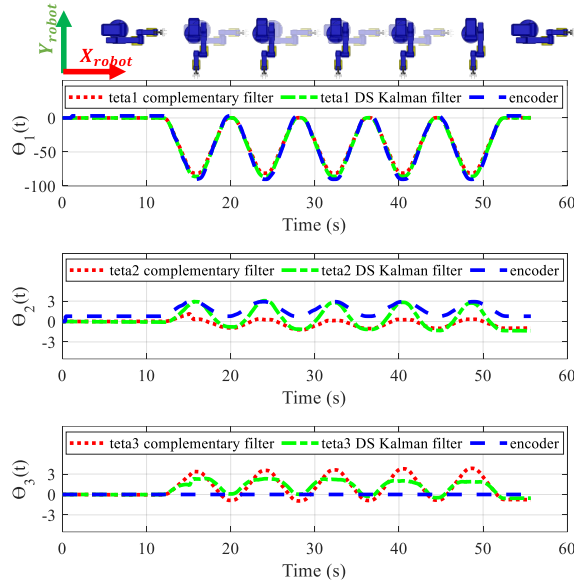 Y_robot
X_robot
teta1 complementary filter teta1 DS Kalman filter encoder
Θ₁(t)
0
-50
-100
0 10 20 30 40 50 60
Time (s)
teta2 complementary filter teta2 DS Kalman filter encoder
Θ₂(t)
3
0
-3
0 10 20 30 40 50 60
Time (s)
teta3 complementary filter teta3 DS Kalman filter encoder
Θ₃(t)
3
0
-3
0 10 20 30 40 50 60
Time (s)